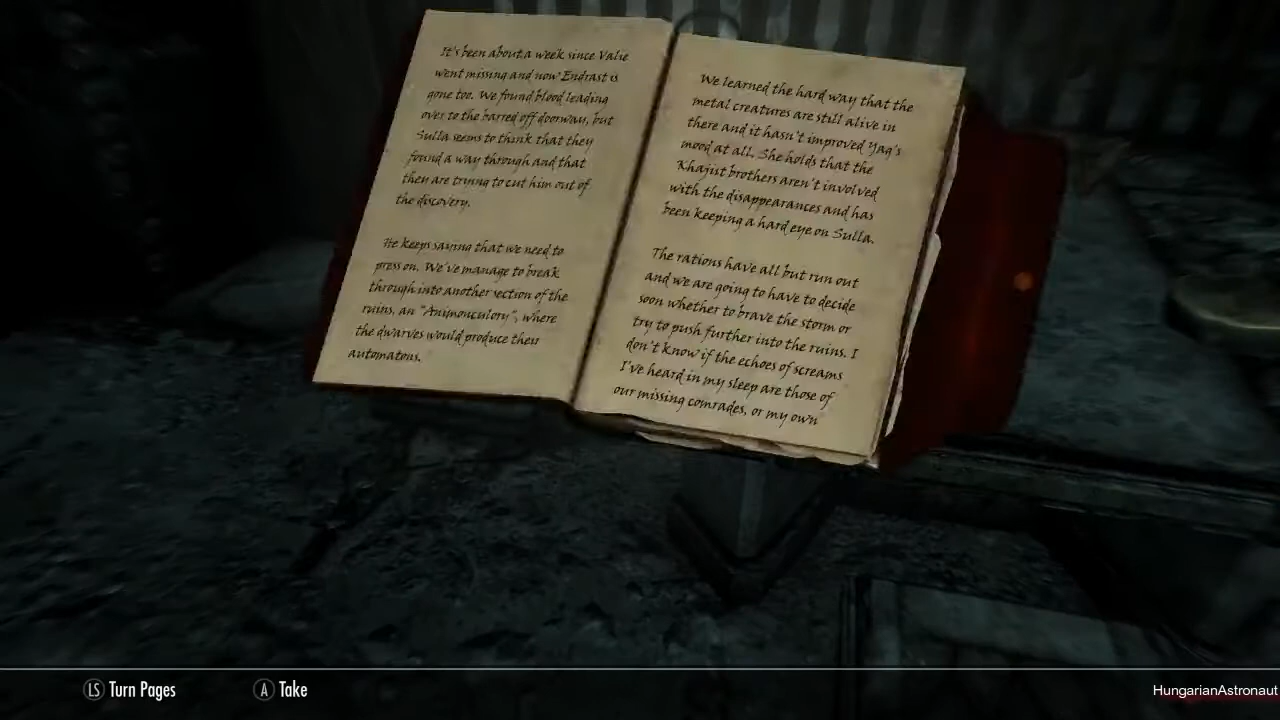 It's been about a week since Valie
went missing and now Endrast is
gone too. We found blood leading
over to the barred off doorway, but
Sulla seems to think that they
found a way through and that
then are trying to cut him out of
the discovery.
He keeps saying that we need to
press on. We've manage to break
through into another section of the
ruins, an "Animonculory", where
the dwarves would produce their
automatons.
We learned the hard way that the
metal creatures are still alive in
there and it hasn't improved Yag's
mood at all. She holds that the
Khajiit brothers aren't involved
with the disappearances and has
been keeping a hard eye on Sulla.
The rations have all but run out
and we are going to have to decide
soon whether to brave the storm or
try to push further into the ruins. I
don't know if the echoes of screams
I've heard in my sleep are those of
our missing comrades, or my own
LS Turn Pages
A Take
HungarianAstronaut